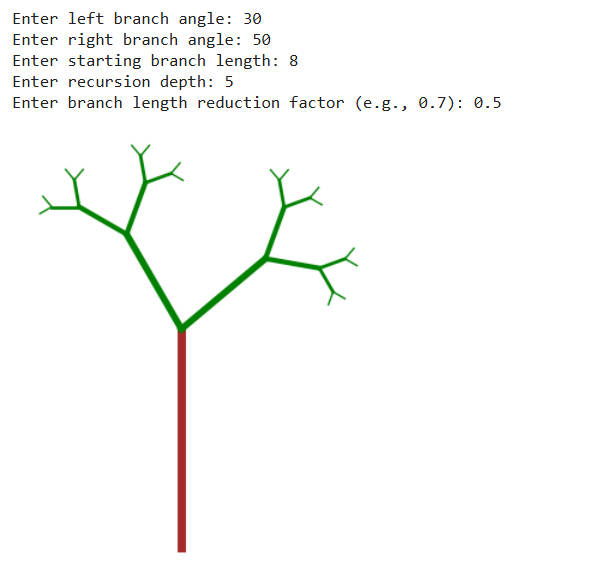 Enter left branch angle: 30
Enter right branch angle: 50
Enter starting branch length: 8
Enter recursion depth: 5
Enter branch length reduction factor (e.g., 0.7): 0.5